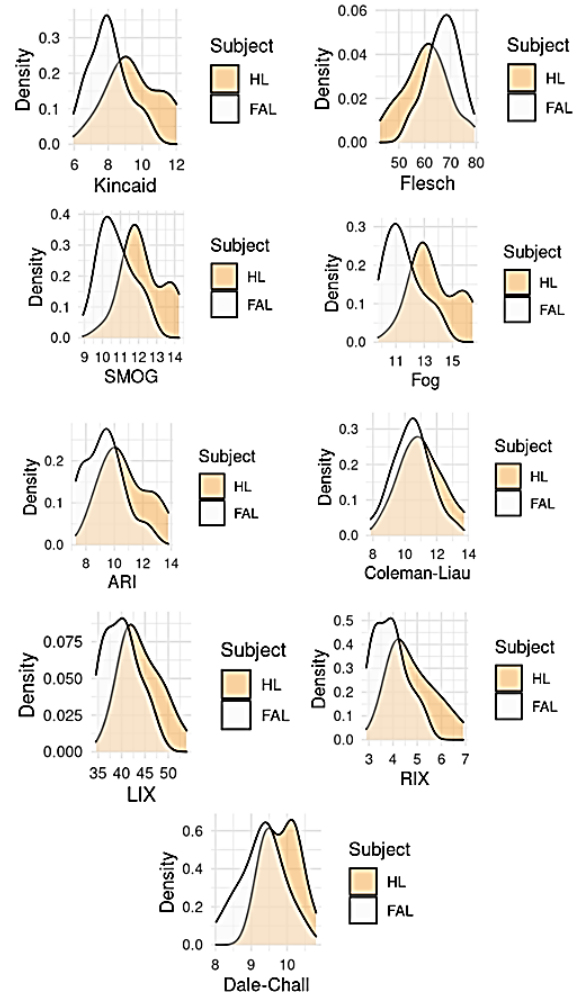 Density
0.3
0.2
0.1
0.0
6 8 10 12
Kincaid
Subject
HL
FAL
Density
0.06
0.04
0.02
0.00
50 60 70 80
Flesch
Subject
HL
FAL
Density
0.4
0.3
0.2
0.1
0.0
9 10 11 12 13 14
SMOG
Subject
HL
FAL
Density
0.3
0.2
0.1
0.0
11 13 15
Fog
Subject
HL
FAL
Density
0.2
0.1
0.0
8 10 12 14
ARI
Subject
HL
FAL
Density
0.3
0.2
0.1
0.0
8 10 12 14
Coleman-Liau
Subject
HL
FAL
Density
0.075
0.050
0.025
0.000
35 40 45 50
LIX
Subject
HL
FAL
Density
0.5
0.4
0.3
0.2
0.1
0.0
3 4 5 6 7
RIX
Subject
HL
FAL
Density
0.6
0.4
0.2
0.0
8 9 10
Dale-Chall
Subject
HL
FAL